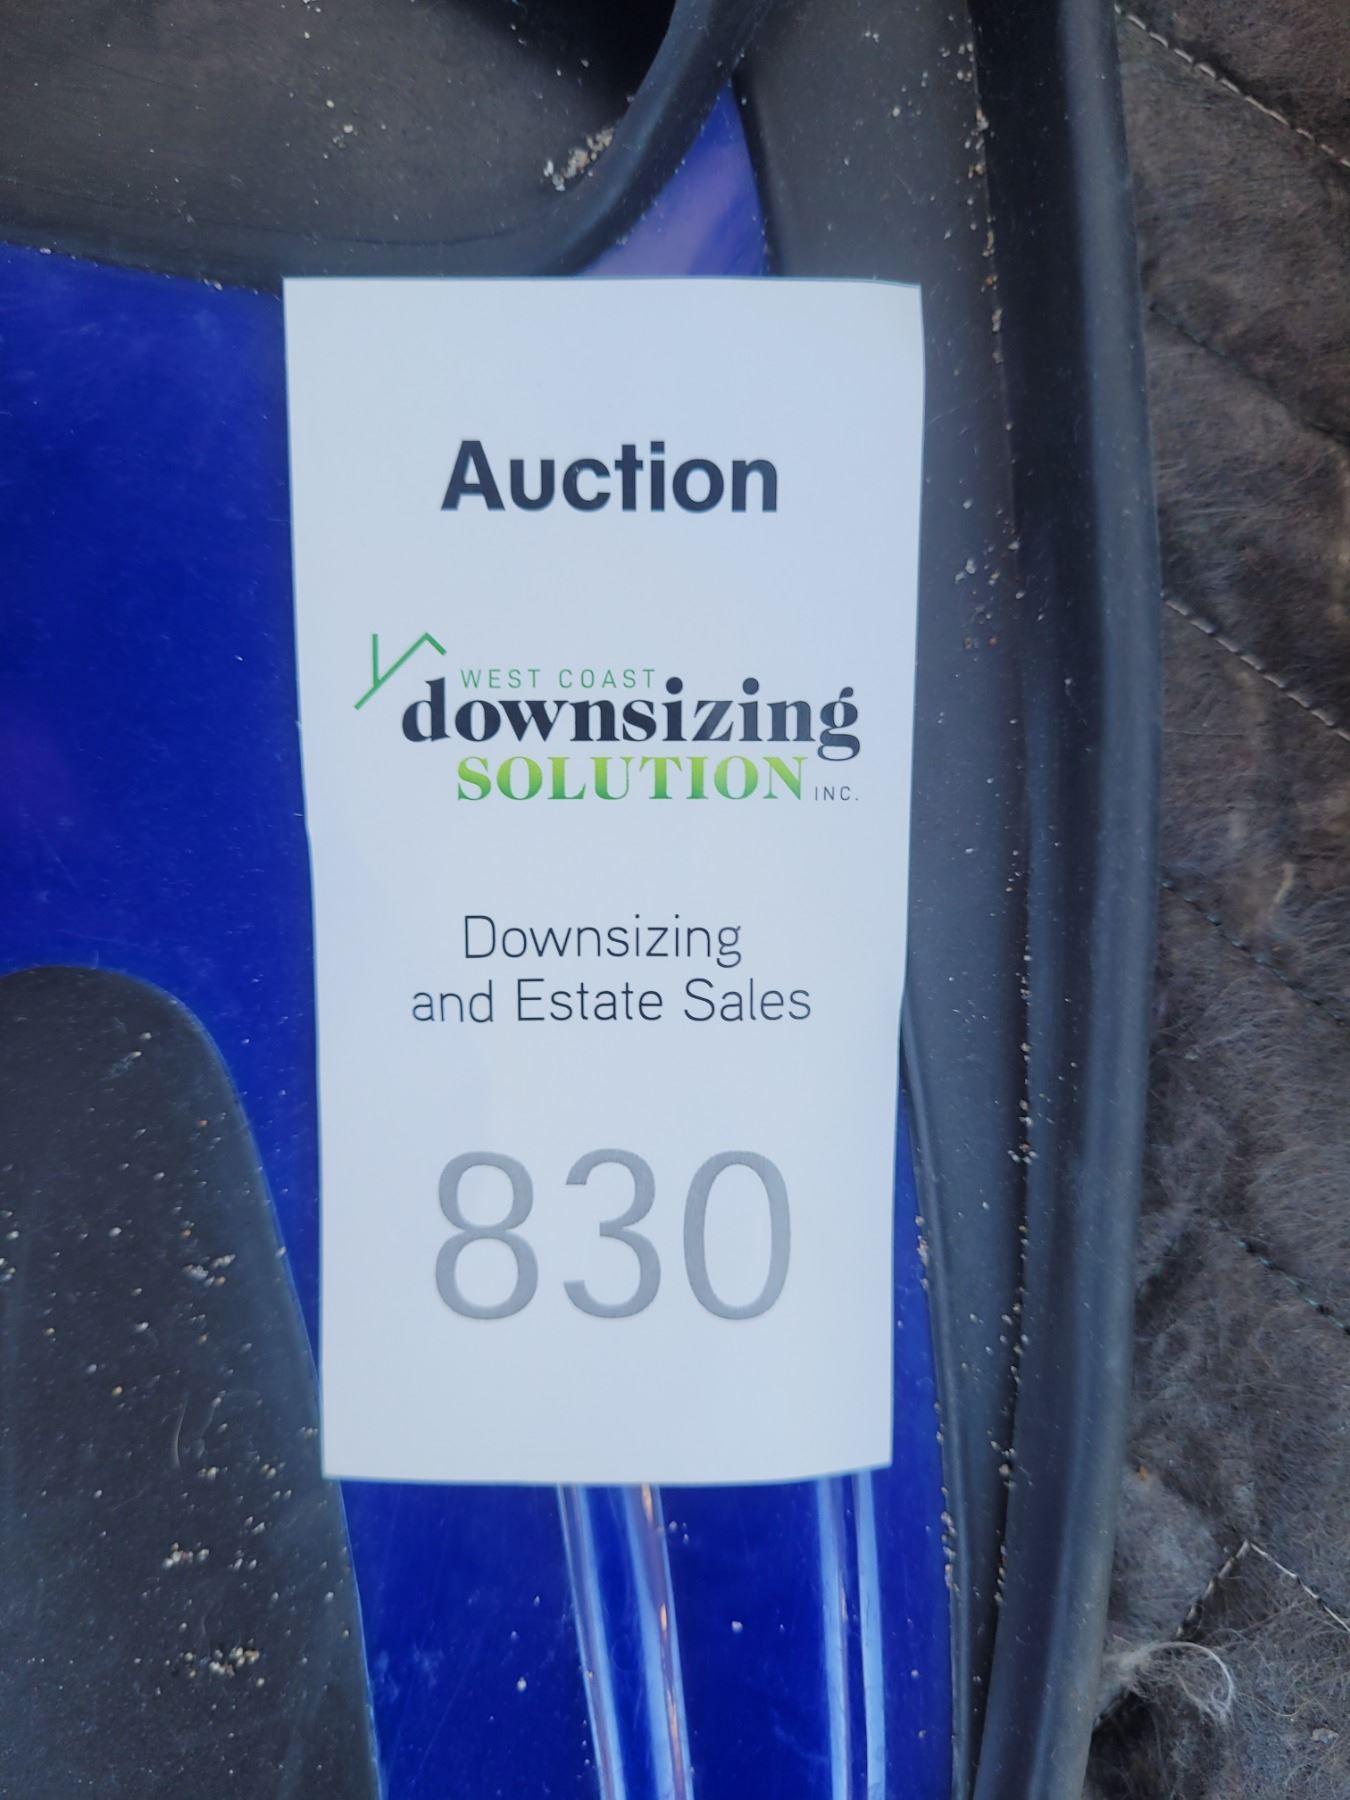 Auction
WEST COAST
downsizing
SOLUTION INC.
Downsizing
and Estate Sales
830